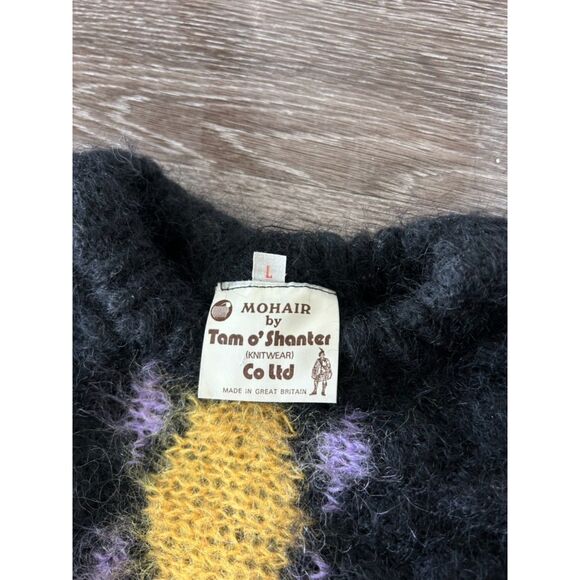 L
MOHAIR
by
Tam o'Shanter
(KNITWEAR)
Co Ltd
MADE IN GREAT BRITAIN